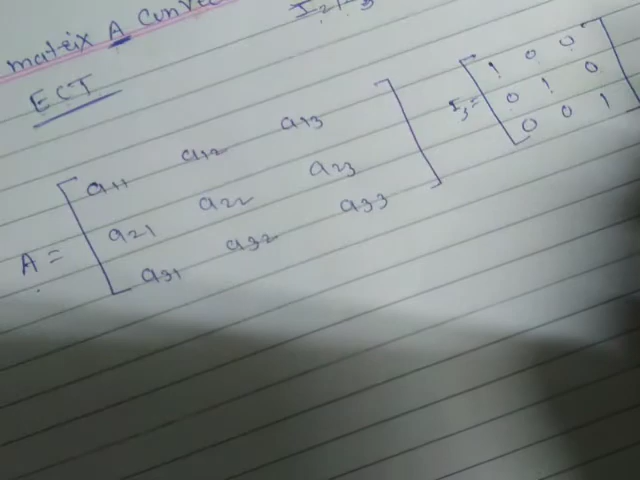 matrix A Conve
ECT
A = [ a11 a12 a13
a21 a22 a23
a31 a32 a33 ]
I3 = [ 1 0 0
0 1 0
0 0 1 ]